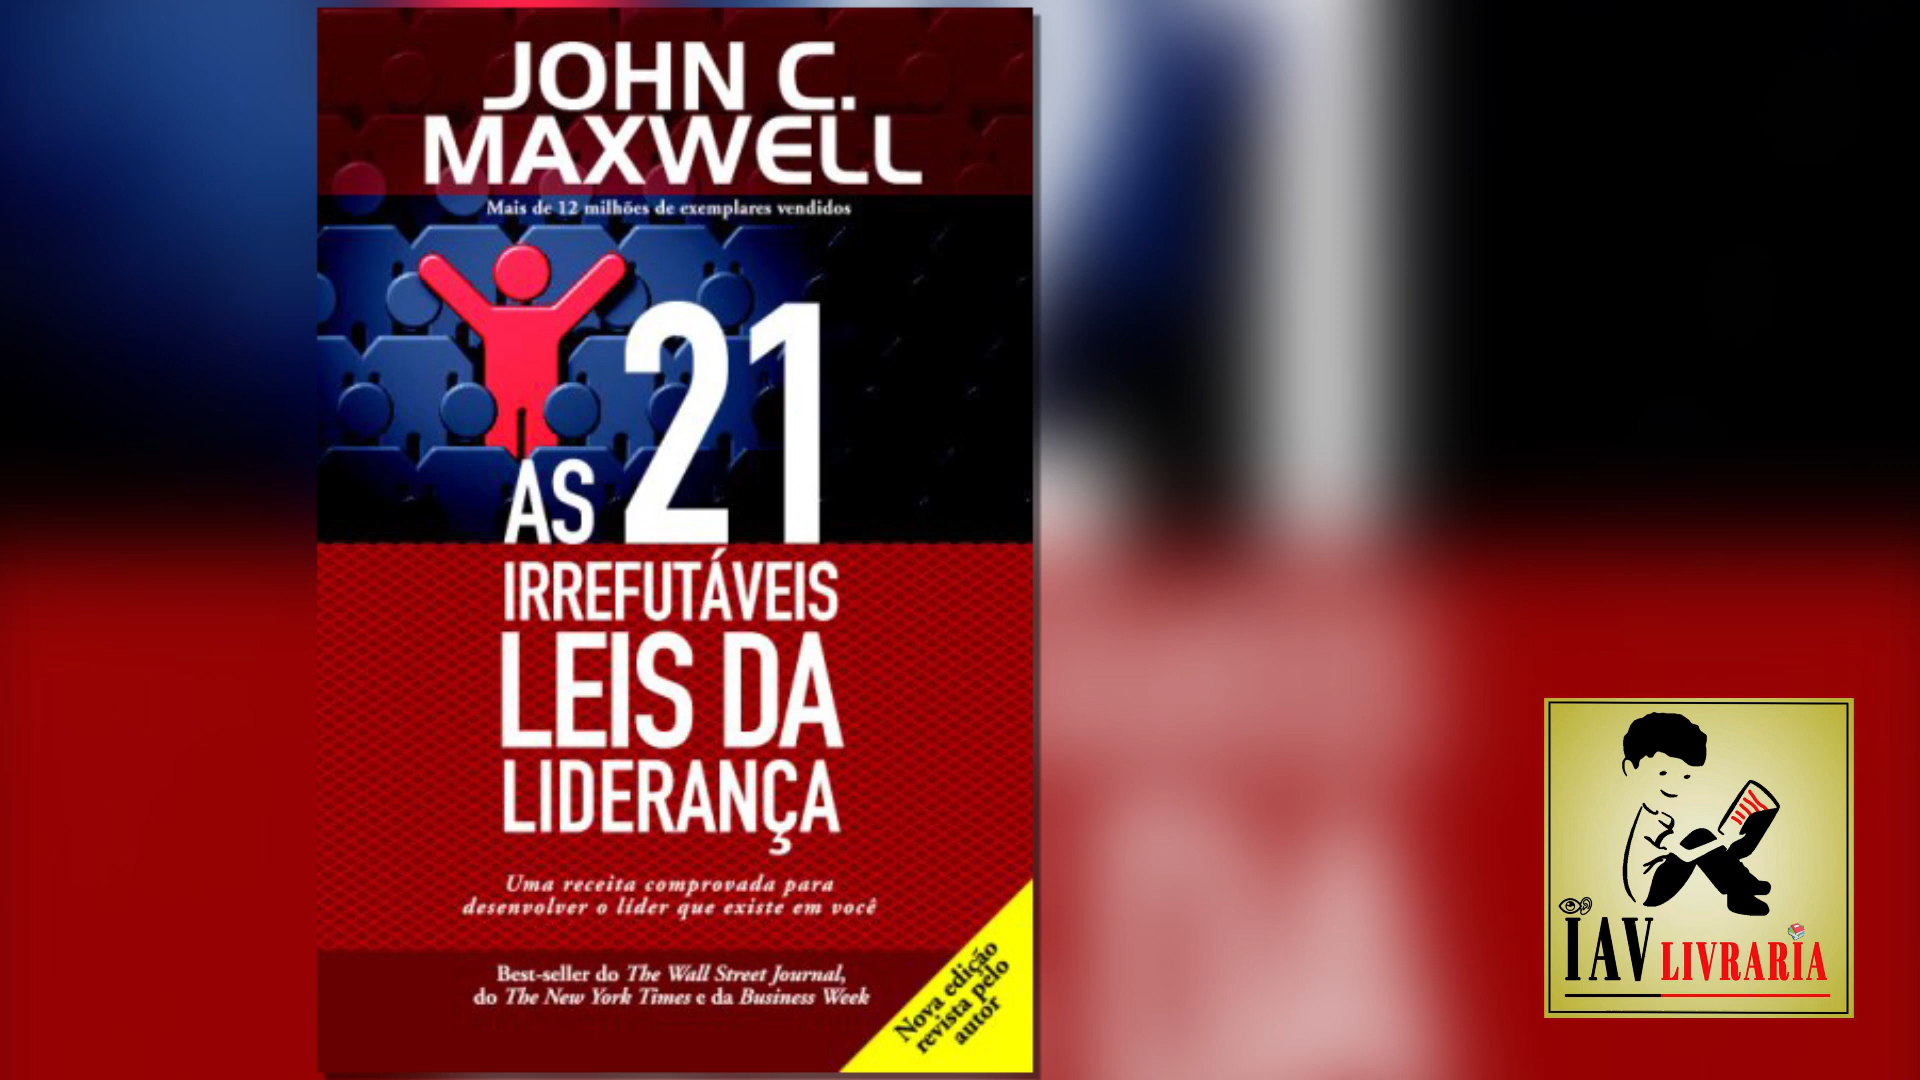 JOHN C.
MAXWELL
Mais de 12 milhões de exemplares vendidos
AS 21
IRREFUTÁVEIS
LEIS DA
LIDERANÇA
Uma receita comprovada para
desenvolver o líder que existe em você
Best-seller do The Wall Street Journal,
do The New York Times e da Business Week
Nova edição
revista pelo
autor
IAV LIVRARIA